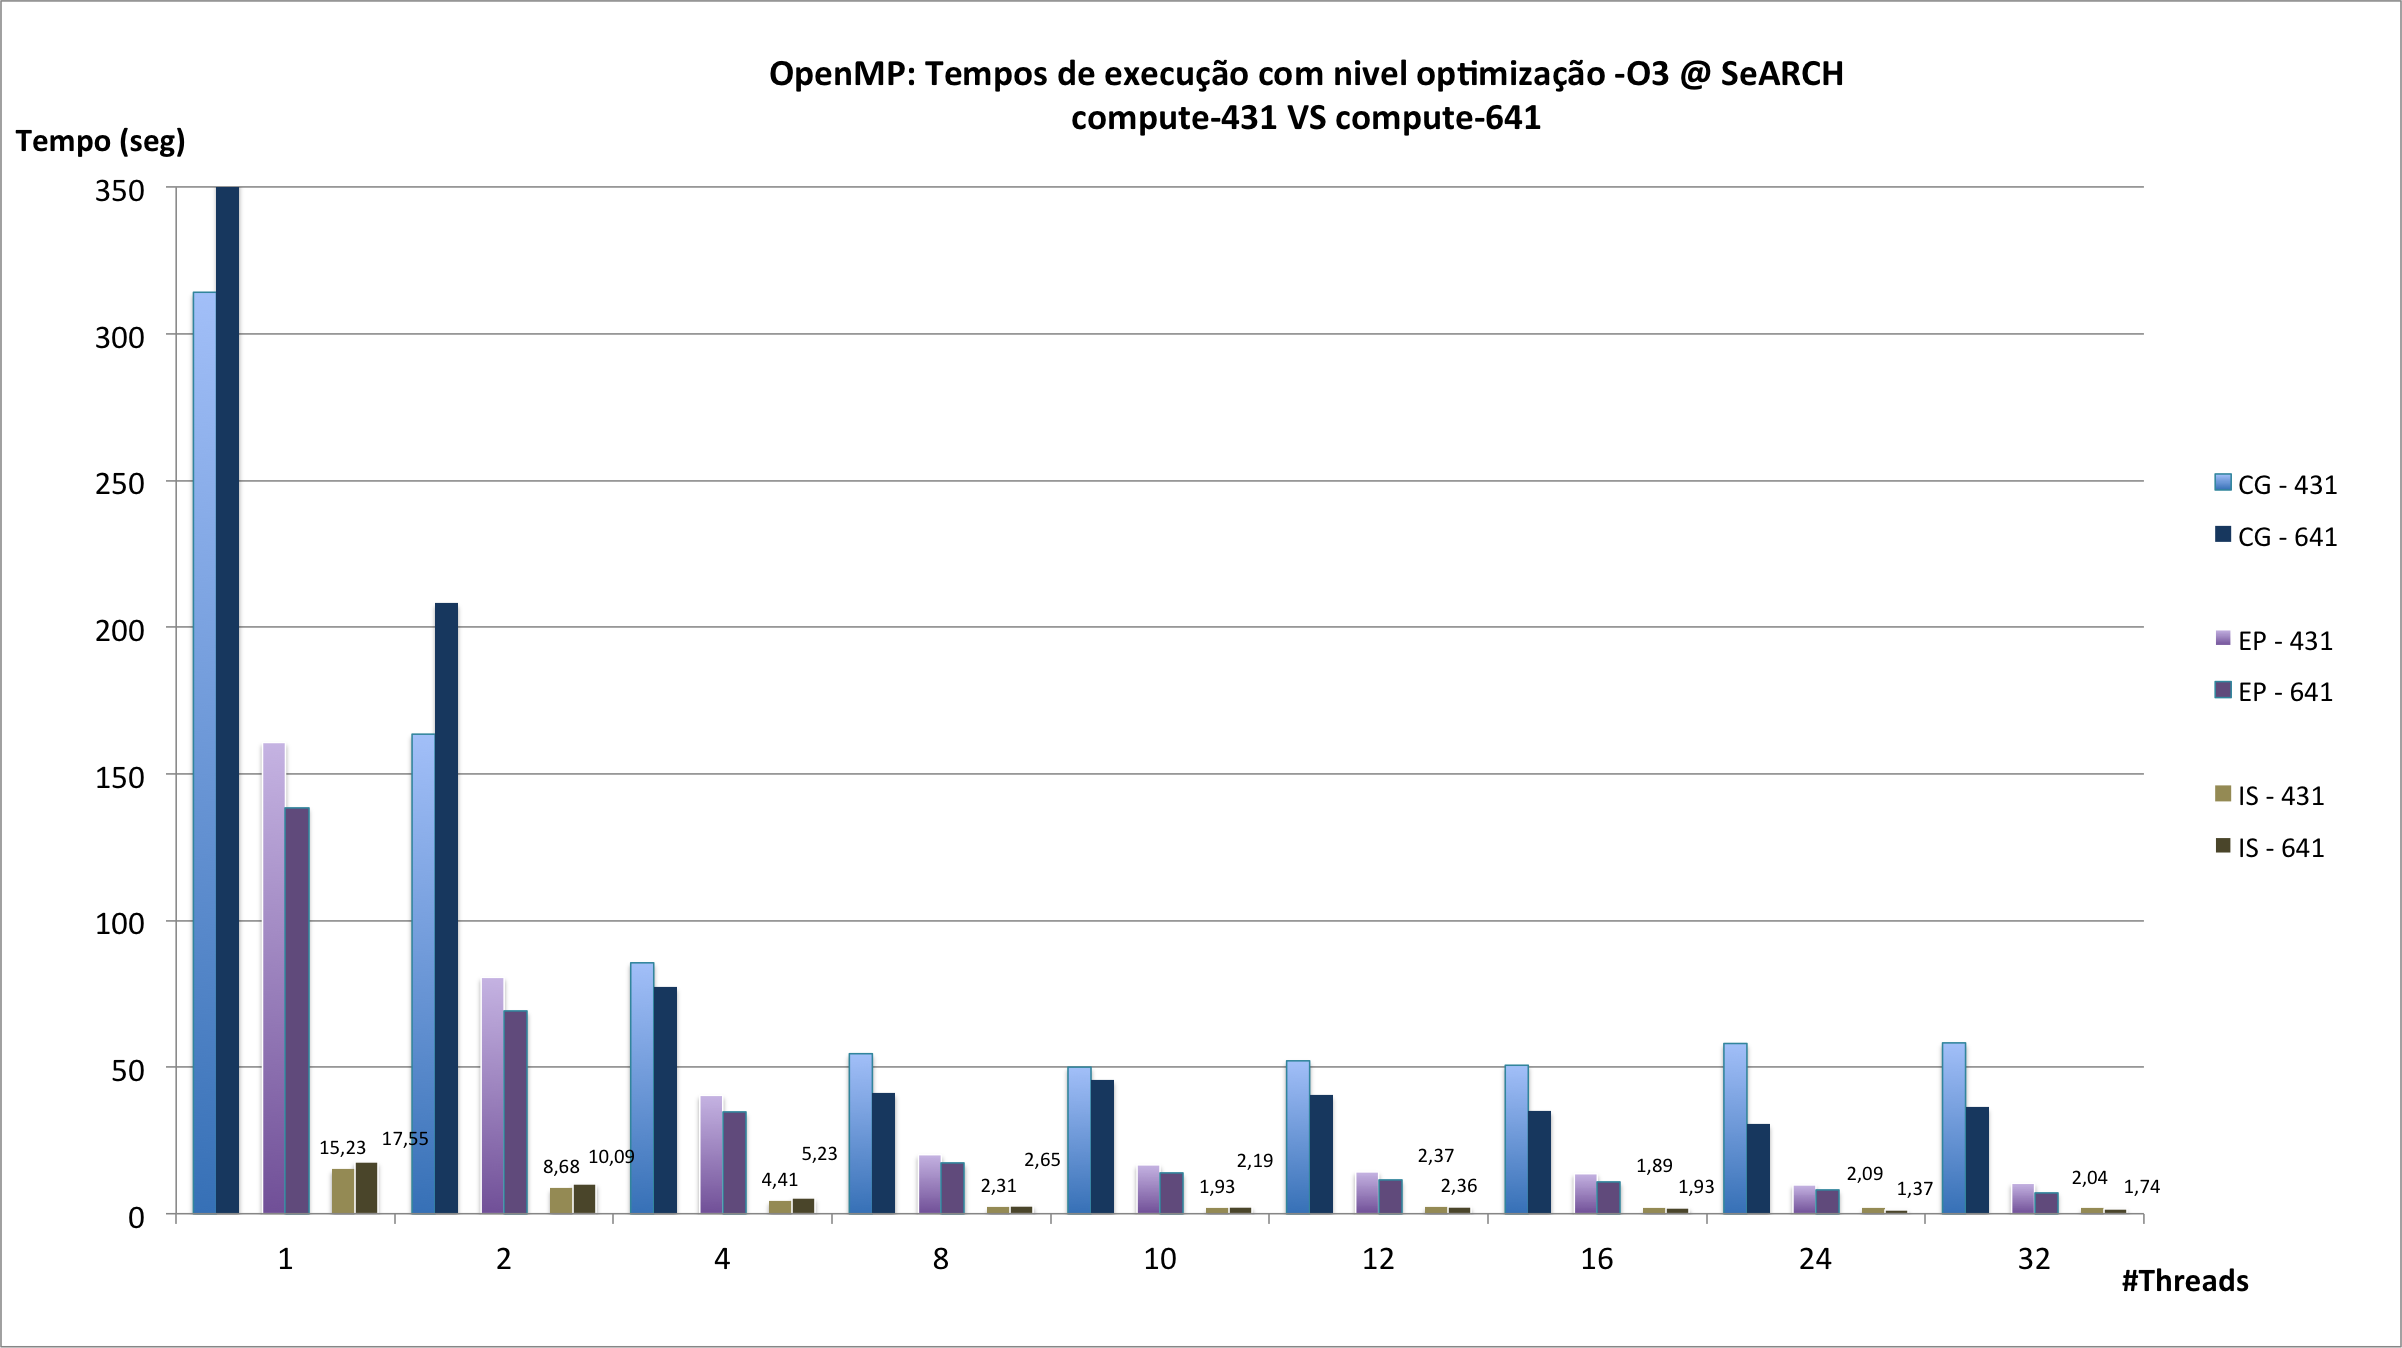 OpenMP: Tempos de execução com nivel optimização -O3 @ SeARCH
compute-431 VS compute-641
Tempo (seg)
350
300
250
200
150
100
50
0
15,23
17,55
8,68
10,09
4,41
5,23
2,31
2,65
1,93
2,19
2,37
2,36
1,89
1,93
2,09
1,37
2,04
1,74
1 2 4 8 10 12 16 24 32
#Threads
CG - 431
CG - 641
EP - 431
EP - 641
IS - 431
IS - 641